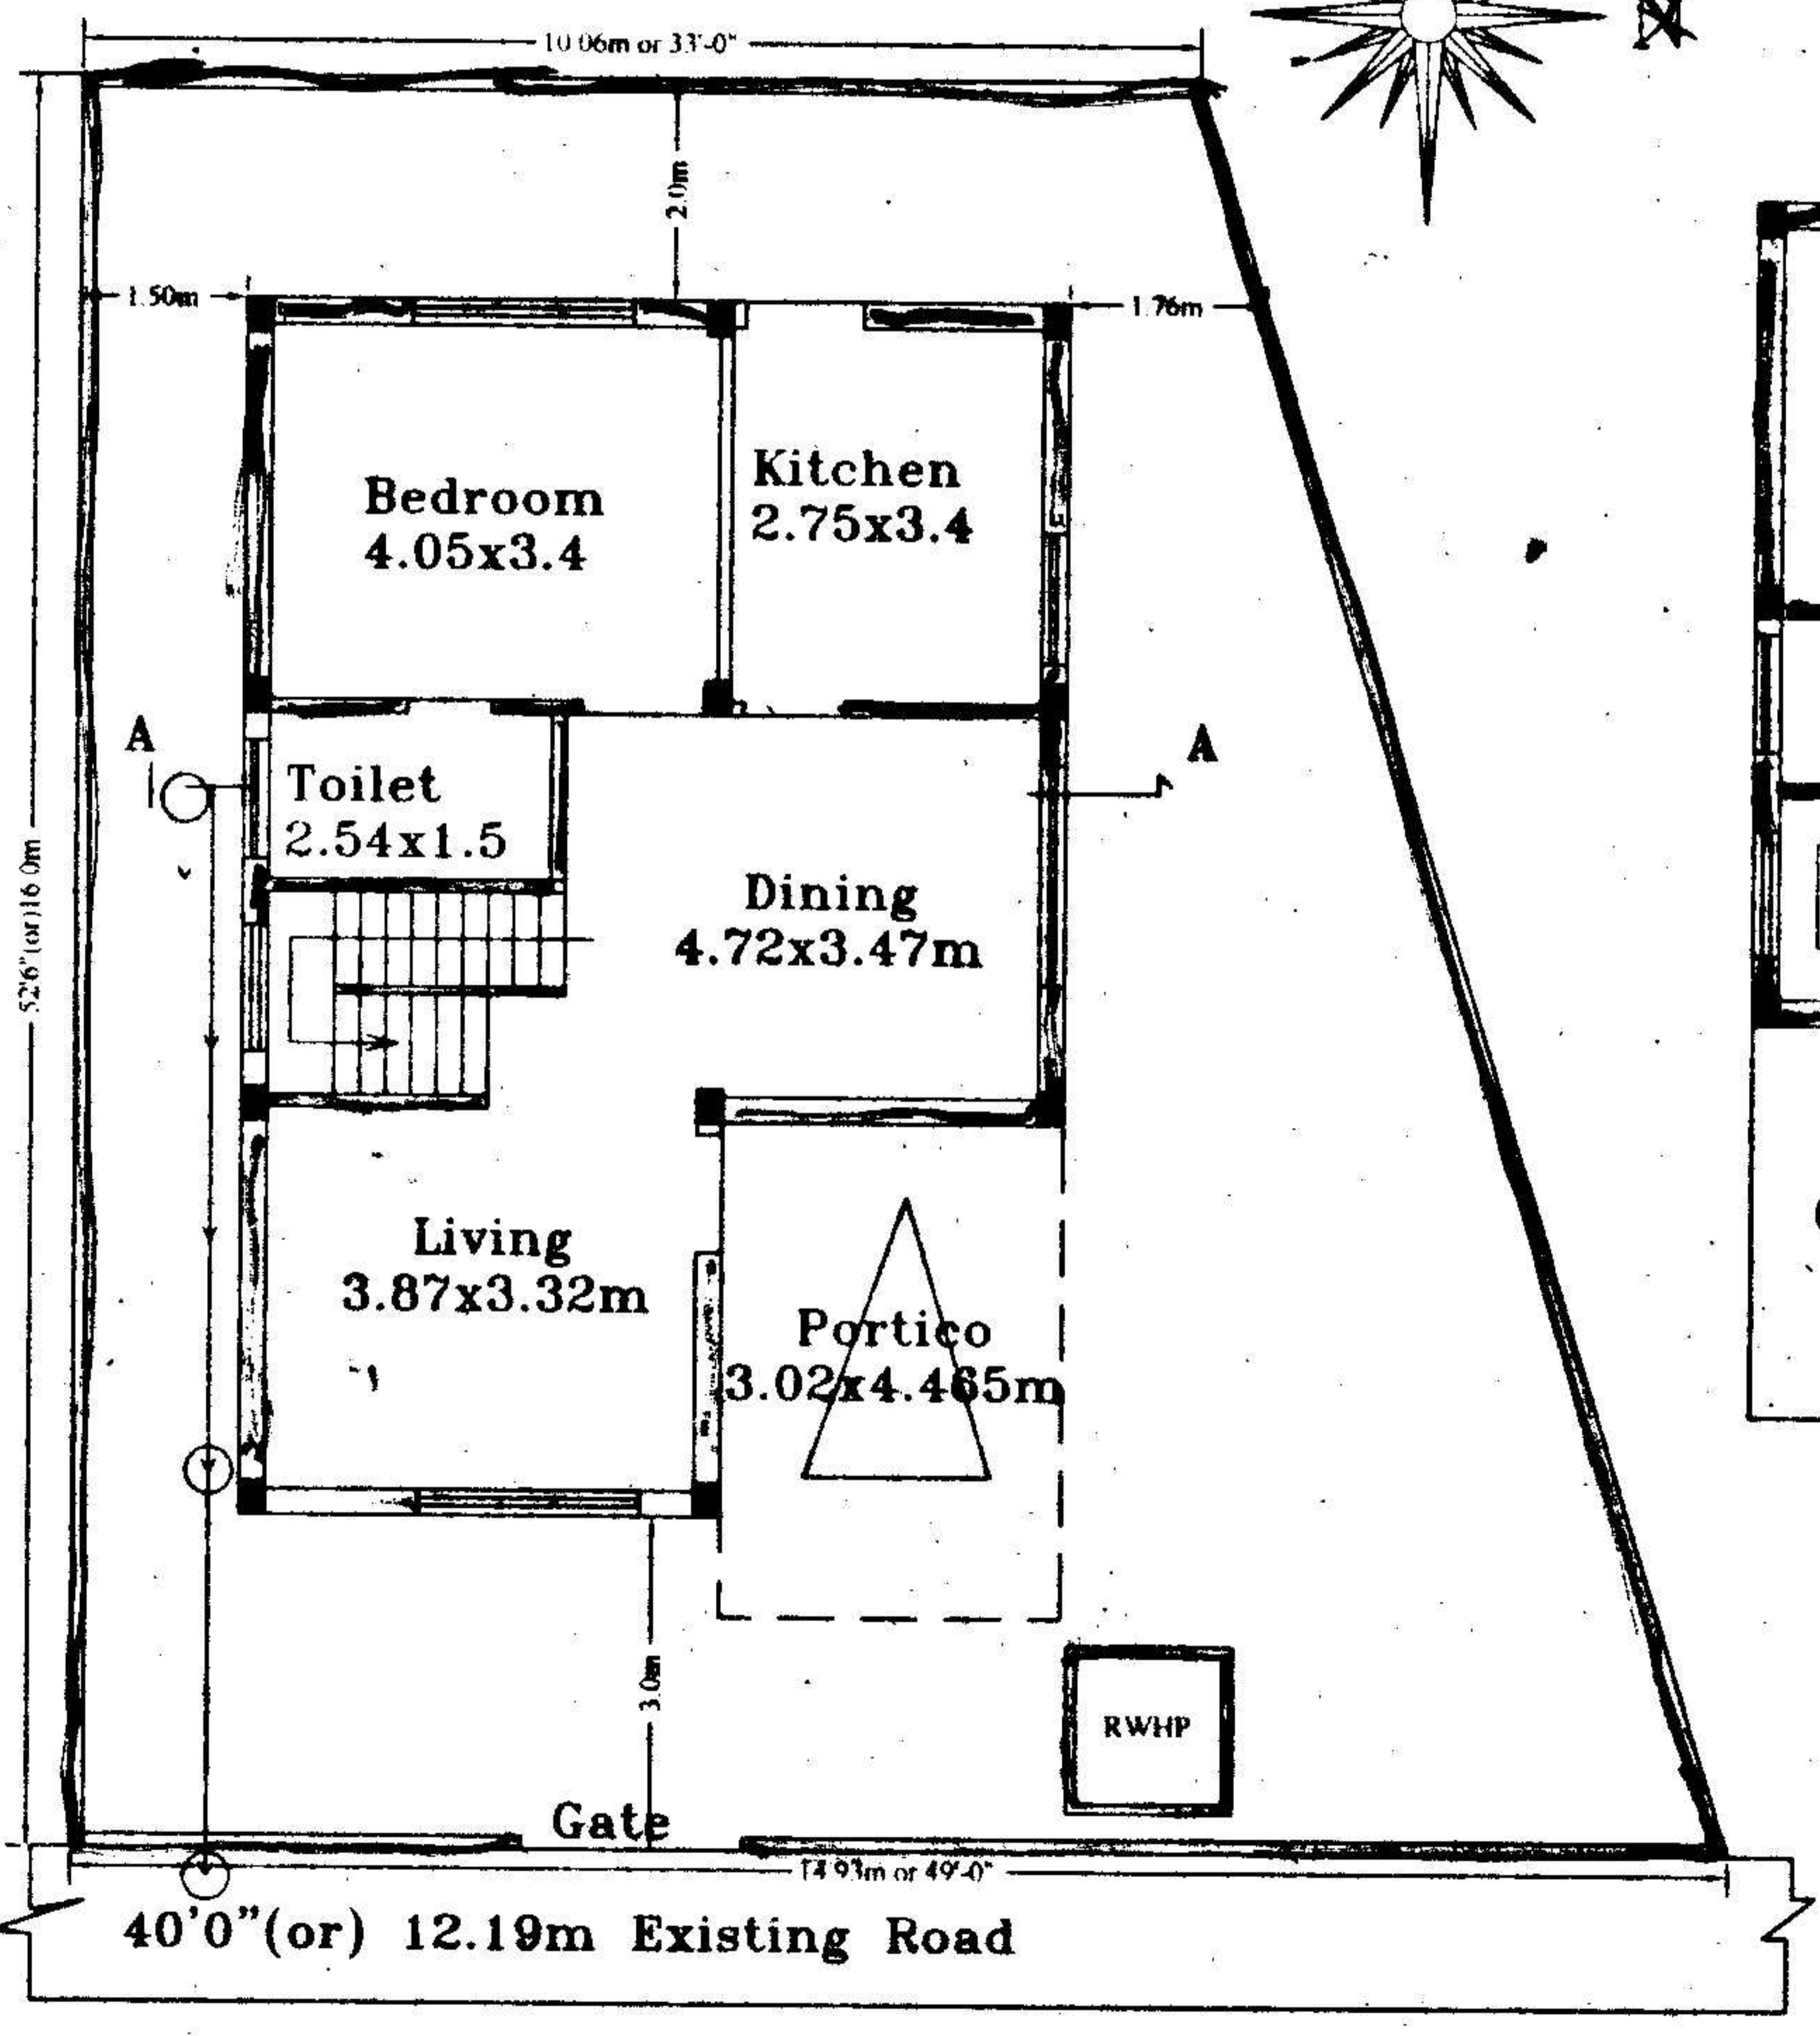 10.06m or 33'-0"
2.0m
1.50m
1.76m
Bedroom
4.05x3.4
Kitchen
2.75x3.4
A
A
Toilet
2.54x1.5
52'6"(or)16.0m
Dining
4.72x3.47m
Living
3.87x3.32m
Portico
3.02x4.465m
3.0m
RWHP
Gate
14.93m or 49'-0"
40'0"(or) 12.19m Existing Road